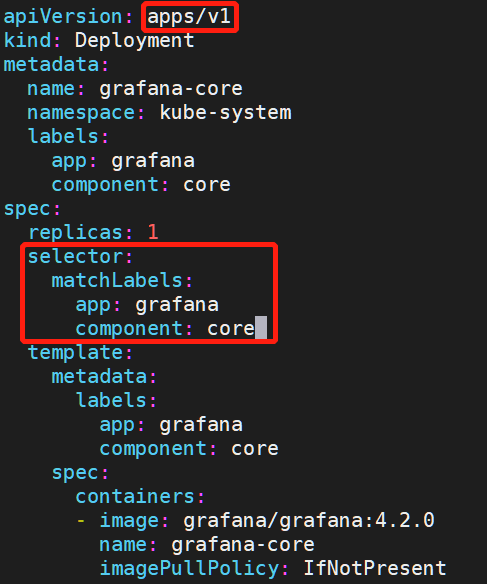 apiVersion: apps/v1
kind: Deployment
metadata:
  name: grafana-core
  namespace: kube-system
  labels:
    app: grafana
    component: core
spec:
  replicas: 1
  selector:
    matchLabels:
      app: grafana
      component: core
  template:
    metadata:
      labels:
        app: grafana
        component: core
    spec:
      containers:
      - image: grafana/grafana:4.2.0
        name: grafana-core
        imagePullPolicy: IfNotPresent